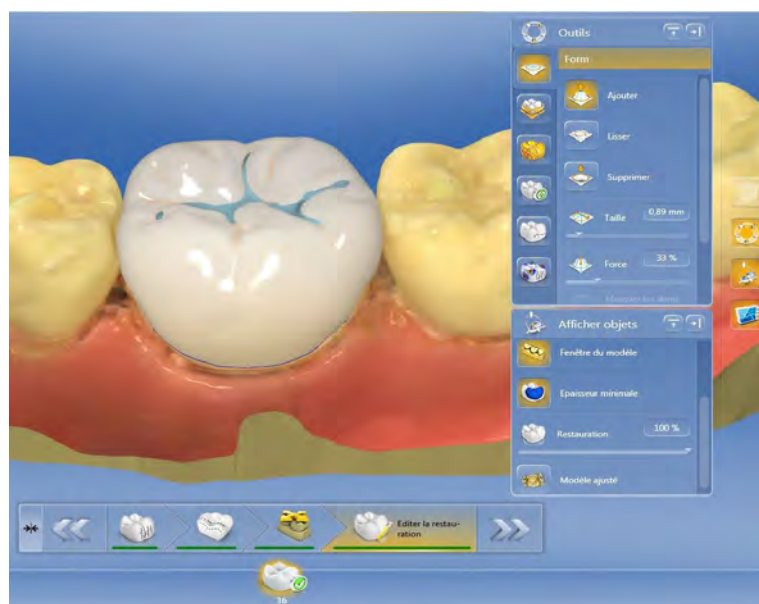 Outils
Form
Ajouter
Lisser
Supprimer
Taille 0,89 mm
Force 33 %
Afficher objets
Fenêtre du modèle
Epaisseur minimale
Restauration 100 %
Modèle ajusté
Editer la restau-
ration
36